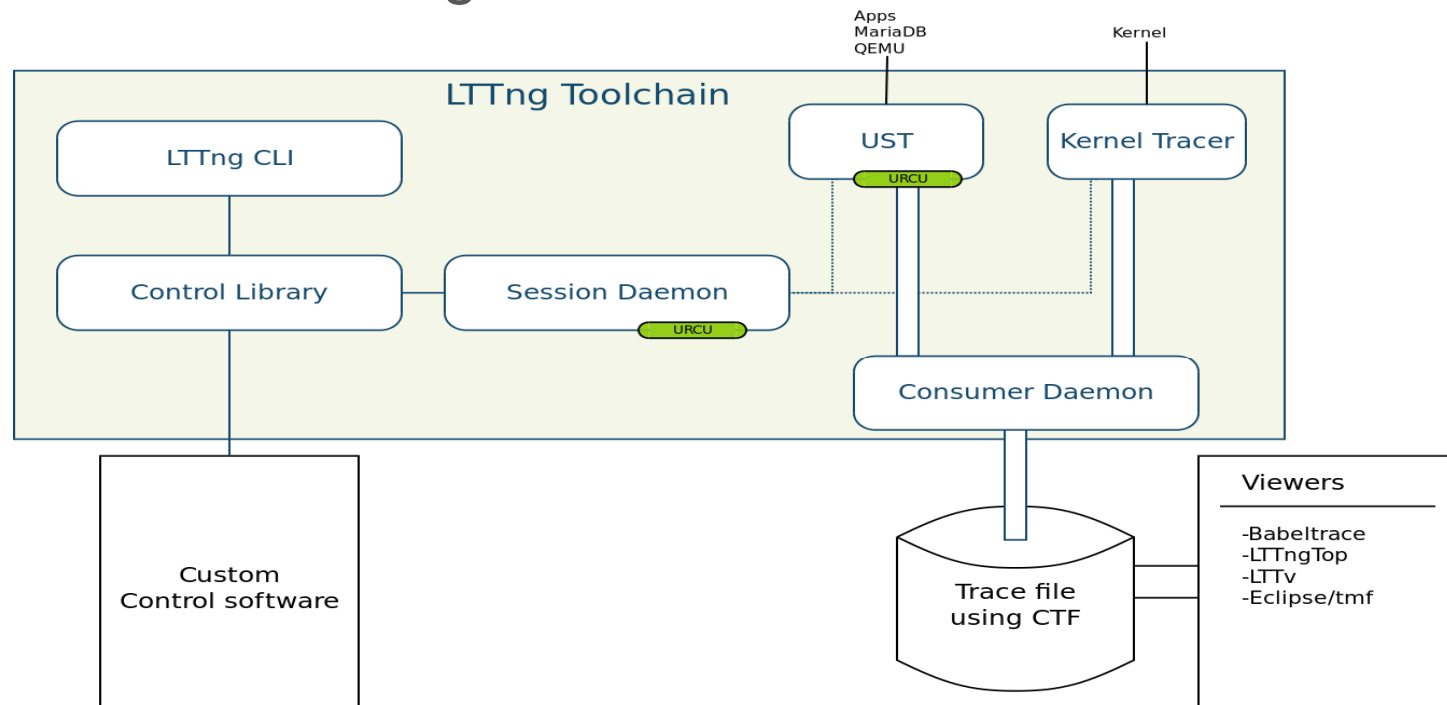 Apps
MariaDB
QEMU
Kernel
LTTng Toolchain
LTTng CLI
UST
URCU
Kernel Tracer
Control Library
Session Daemon
URCU
Consumer Daemon
Custom
Control software
Trace file
using CTF
Viewers
-Babeltrace
-LTTngTop
-LTTv
-Eclipse/tmf